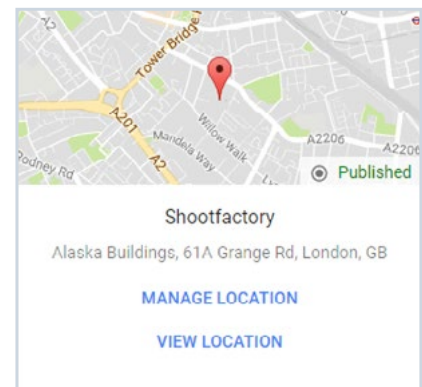 A2
Tower Bridge
A201
A2
Mandela Way
Willow Walk
A2206
A2206
Rodney Rd
Published
Shootfactory
Alaska Buildings, 61A Grange Rd, London, GB
MANAGE LOCATION
VIEW LOCATION